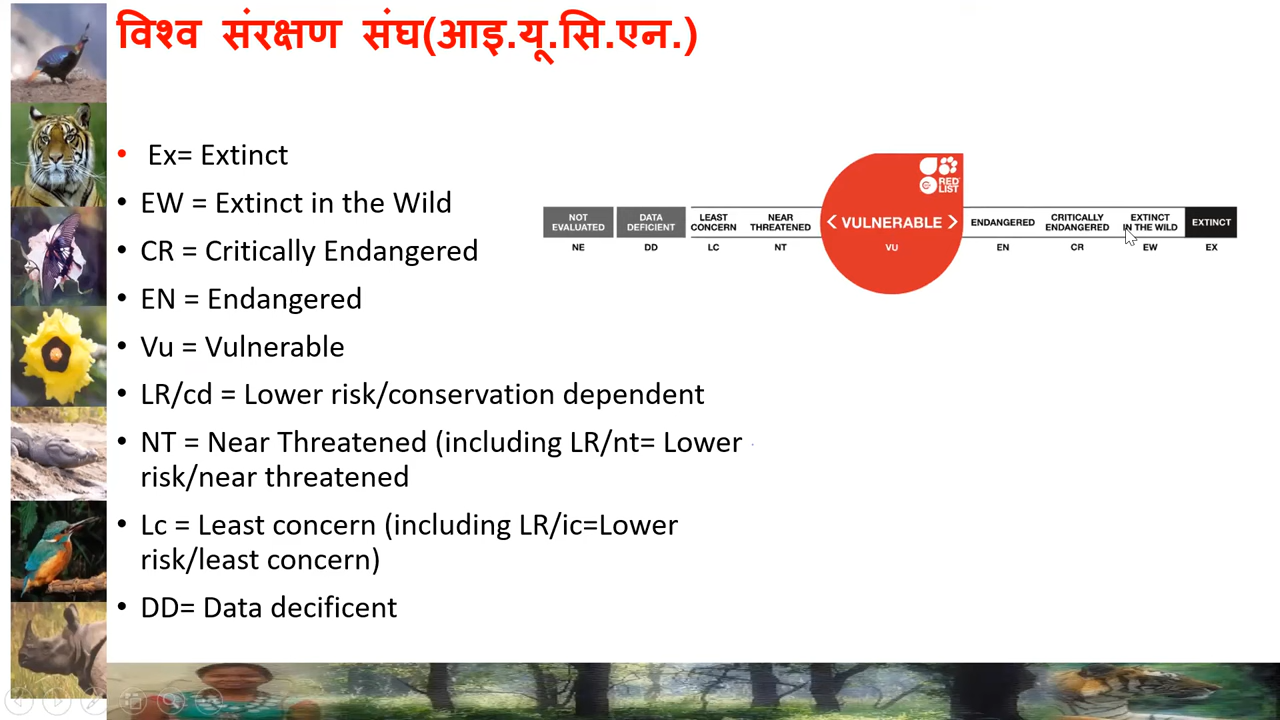 विश्व संरक्षण संघ(आइ.यू.सि.एन.)
Ex= Extinct
EW = Extinct in the Wild
CR = Critically Endangered
EN = Endangered
Vu = Vulnerable
LR/cd = Lower risk/conservation dependent
NT = Near Threatened (including LR/nt= Lower
risk/near threatened
Lc = Least concern (including LR/ic=Lower
risk/least concern)
DD= Data decificent
RED
LIST
NOT
EVALUATED
NE
DATA
DEFICIENT
DD
LEAST
CONCERN
LC
NEAR
THREATENED
NT
< VULNERABLE >
VU
ENDANGERED
EN
CRITICALLY
ENDANGERED
CR
EXTINCT
IN THE WILD
EW
EXTINCT
EX